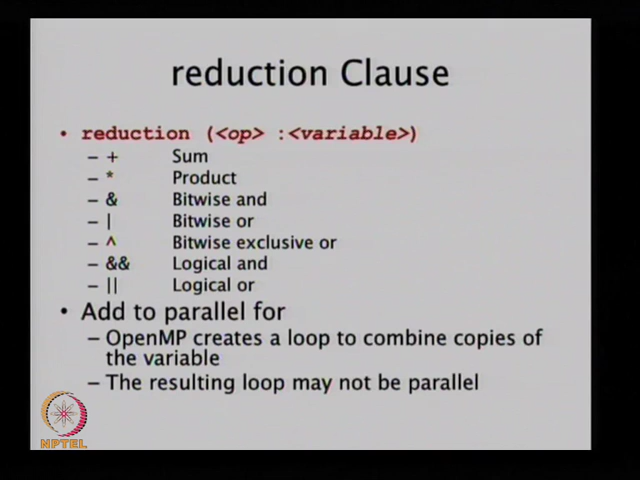 reduction Clause
• reduction (<op> :<variable>)
– + Sum
– * Product
– & Bitwise and
– | Bitwise or
– ^ Bitwise exclusive or
– && Logical and
– || Logical or
• Add to parallel for
– OpenMP creates a loop to combine copies of
the variable
– The resulting loop may not be parallel
NPTEL